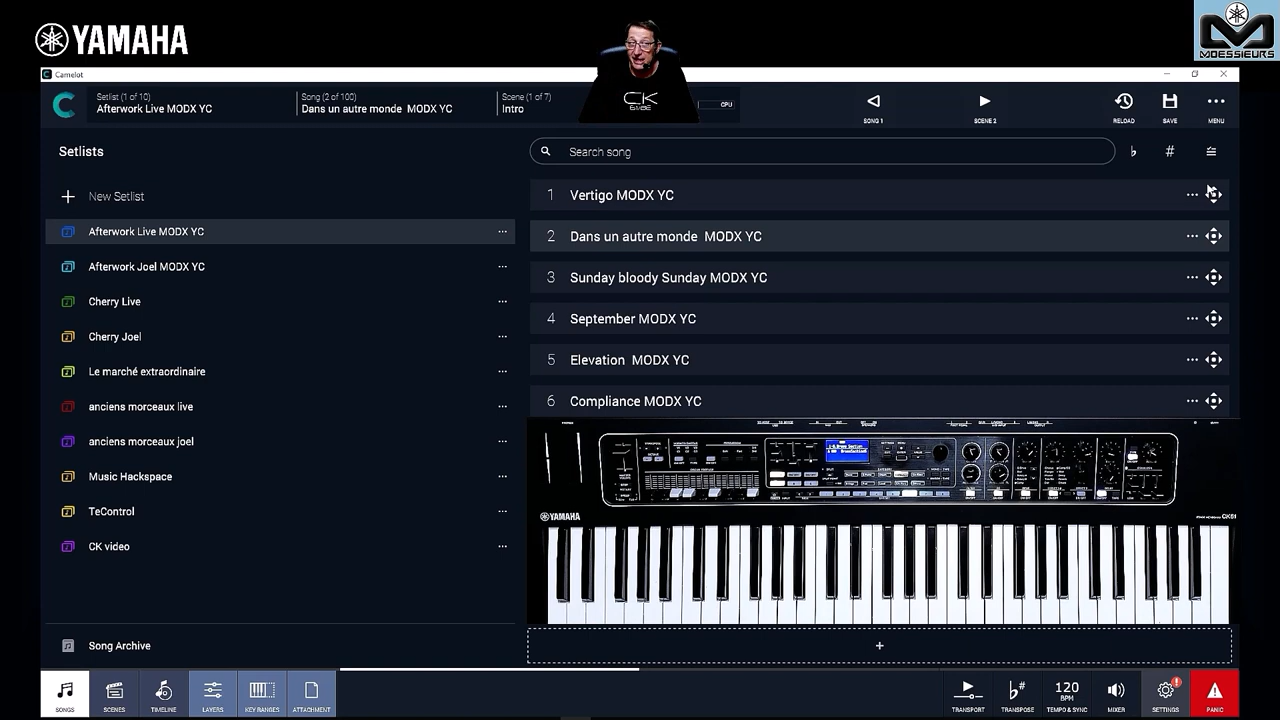 YAMAHA
MOESSIEURS
Camelot
Setlist (1 of 10)
Afterwork Live MODX YC
Song (2 of 100)
Dans un autre monde MODX YC
Scene (1 of 7)
Intro
CK
CPU
SONG 1
SCENE 2
RELOAD
SAVE
MENU
Setlists
Search song
♭
#
New Setlist
Afterwork Live MODX YC
Afterwork Joel MODX YC
Cherry Live
Cherry Joel
Le marché extraordinaire
anciens morceaux live
anciens morceaux joel
Music Hackspace
TeControl
CK video
Song Archive
1 Vertigo MODX YC
2 Dans un autre monde MODX YC
3 Sunday bloody Sunday MODX YC
4 September MODX YC
5 Elevation MODX YC
6 Compliance MODX YC
YAMAHA
CK61
+
SONGS
SCENES
TIMELINE
LAYERS
KEY RANGES
ATTACHMENT
TRANSPORT
TRANSPOSE
120
BPM
TEMPO & SYNC
MIXER
SETTINGS
PANIC